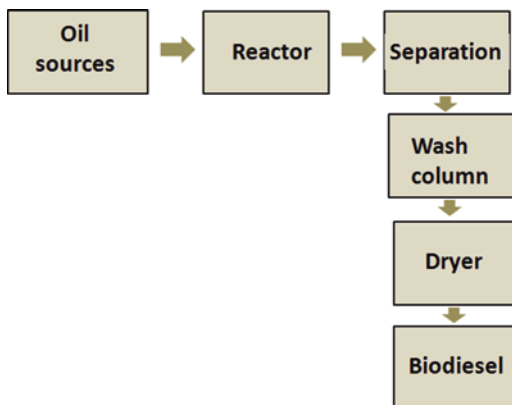 Oil
sources
Reactor
Separation
Wash
column
Dryer
Biodiesel